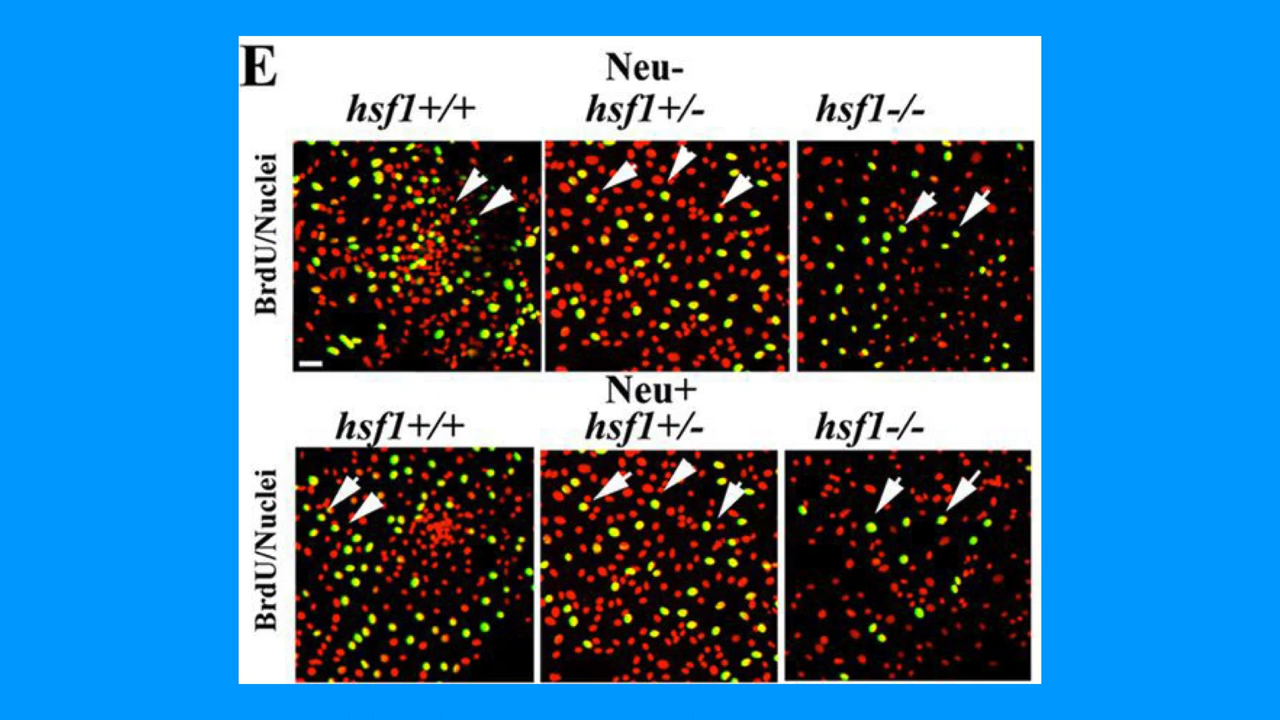 E
Neu-
hsf1+/+ hsf1+/- hsf1-/-
BrdU/Nuclei
Neu+
hsf1+/+ hsf1+/- hsf1-/-
BrdU/Nuclei